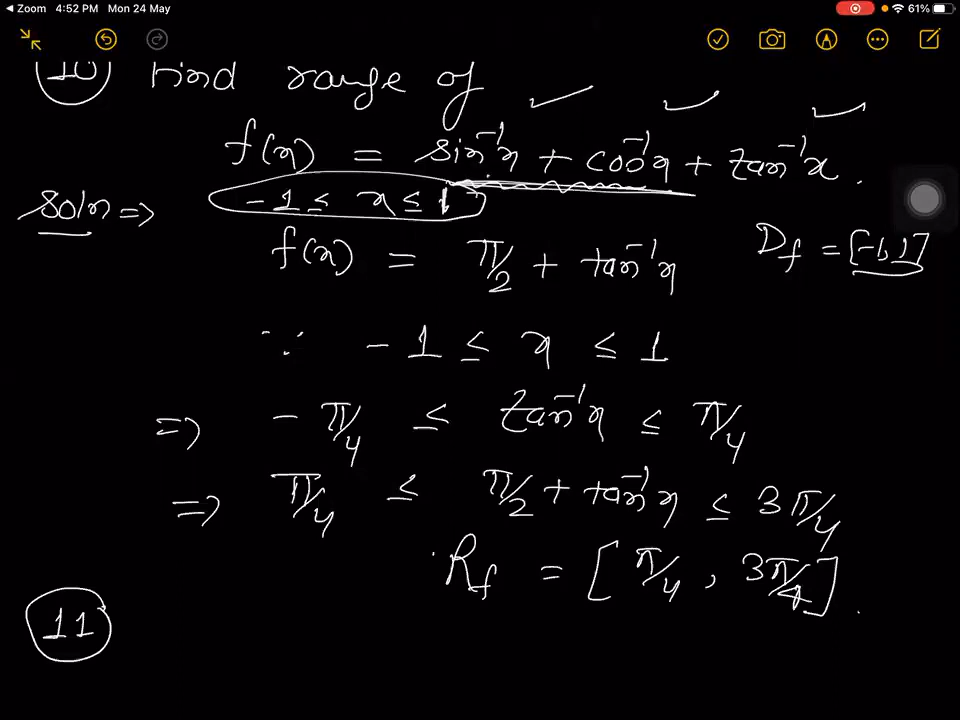 Zoom 4:52 PM Mon 24 May 61%
10 Find range of
f(x) = sin⁻¹x + cos⁻¹x + tan⁻¹x.
Soln ⇒ -1 ≤ x ≤ 1
f(x) = π/2 + tan⁻¹x D_f = [-1, 1]
∵ -1 ≤ x ≤ 1
⇒ -π/4 ≤ tan⁻¹x ≤ π/4
⇒ π/4 ≤ π/2 + tan⁻¹x ≤ 3π/4
R_f = [π/4, 3π/4].
11